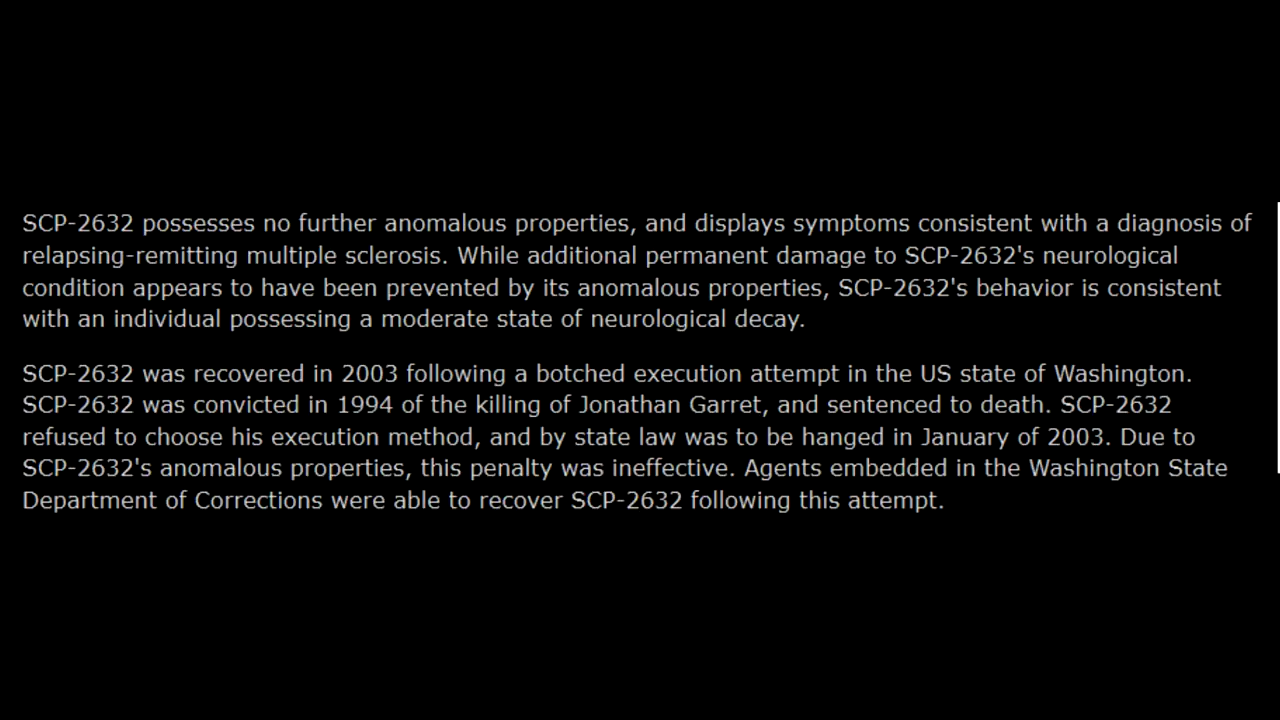 SCP-2632 possesses no further anomalous properties, and displays symptoms consistent with a diagnosis of
relapsing-remitting multiple sclerosis. While additional permanent damage to SCP-2632's neurological
condition appears to have been prevented by its anomalous properties, SCP-2632's behavior is consistent
with an individual possessing a moderate state of neurological decay.
SCP-2632 was recovered in 2003 following a botched execution attempt in the US state of Washington.
SCP-2632 was convicted in 1994 of the killing of Jonathan Garret, and sentenced to death. SCP-2632
refused to choose his execution method, and by state law was to be hanged in January of 2003. Due to
SCP-2632's anomalous properties, this penalty was ineffective. Agents embedded in the Washington State
Department of Corrections were able to recover SCP-2632 following this attempt.